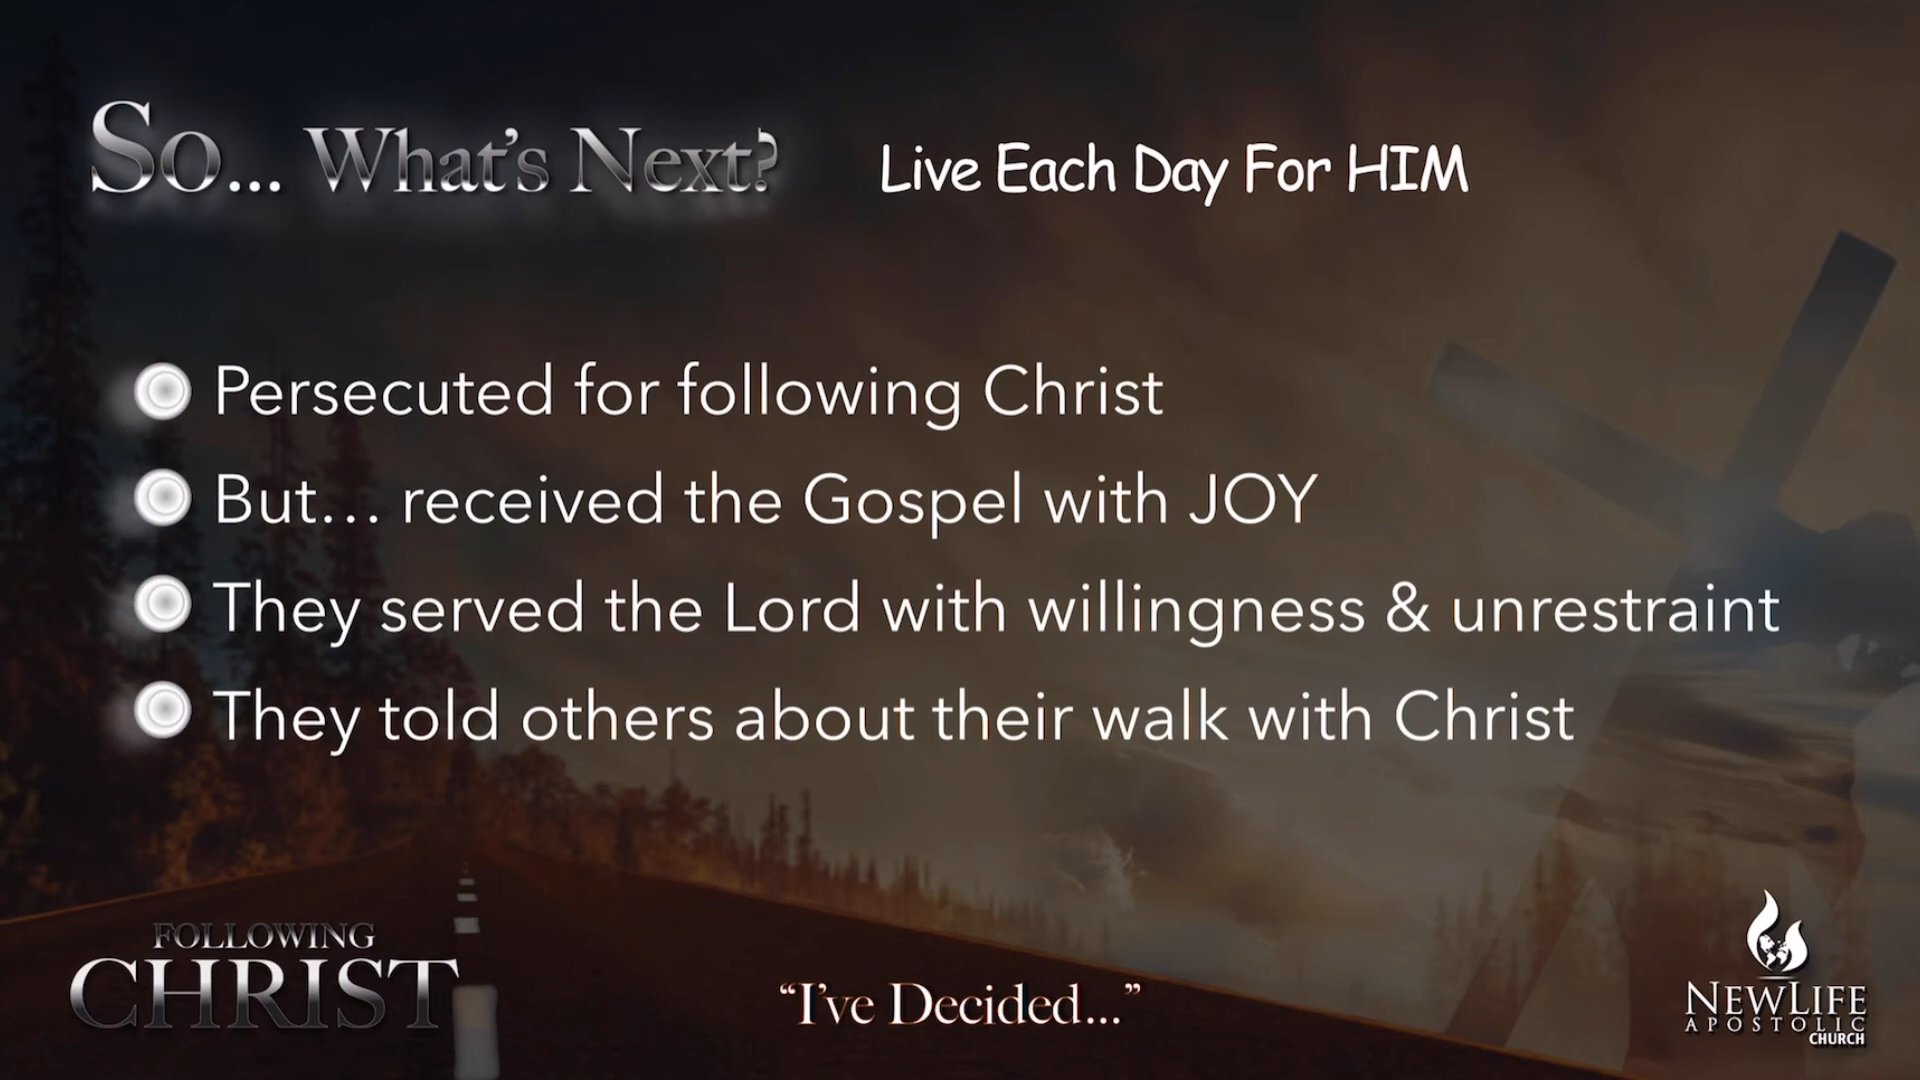 So... What's Next?
Live Each Day For HIM
Persecuted for following Christ
But... received the Gospel with JOY
They served the Lord with willingness & unrestraint
They told others about their walk with Christ
FOLLOWING
CHRIST
“I've Decided...”
NEWLIFE
APOSTOLIC
CHURCH